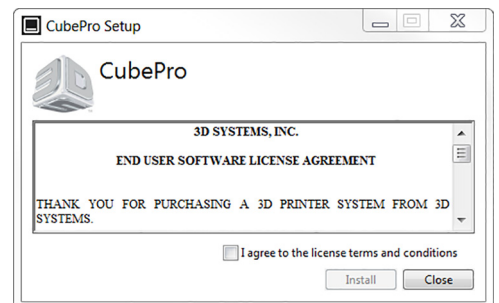 CubePro Setup
CubePro
3D SYSTEMS, INC.
END USER SOFTWARE LICENSE AGREEMENT
THANK YOU FOR PURCHASING A 3D PRINTER SYSTEM FROM 3D
SYSTEMS.
I agree to the license terms and conditions
Install
Close